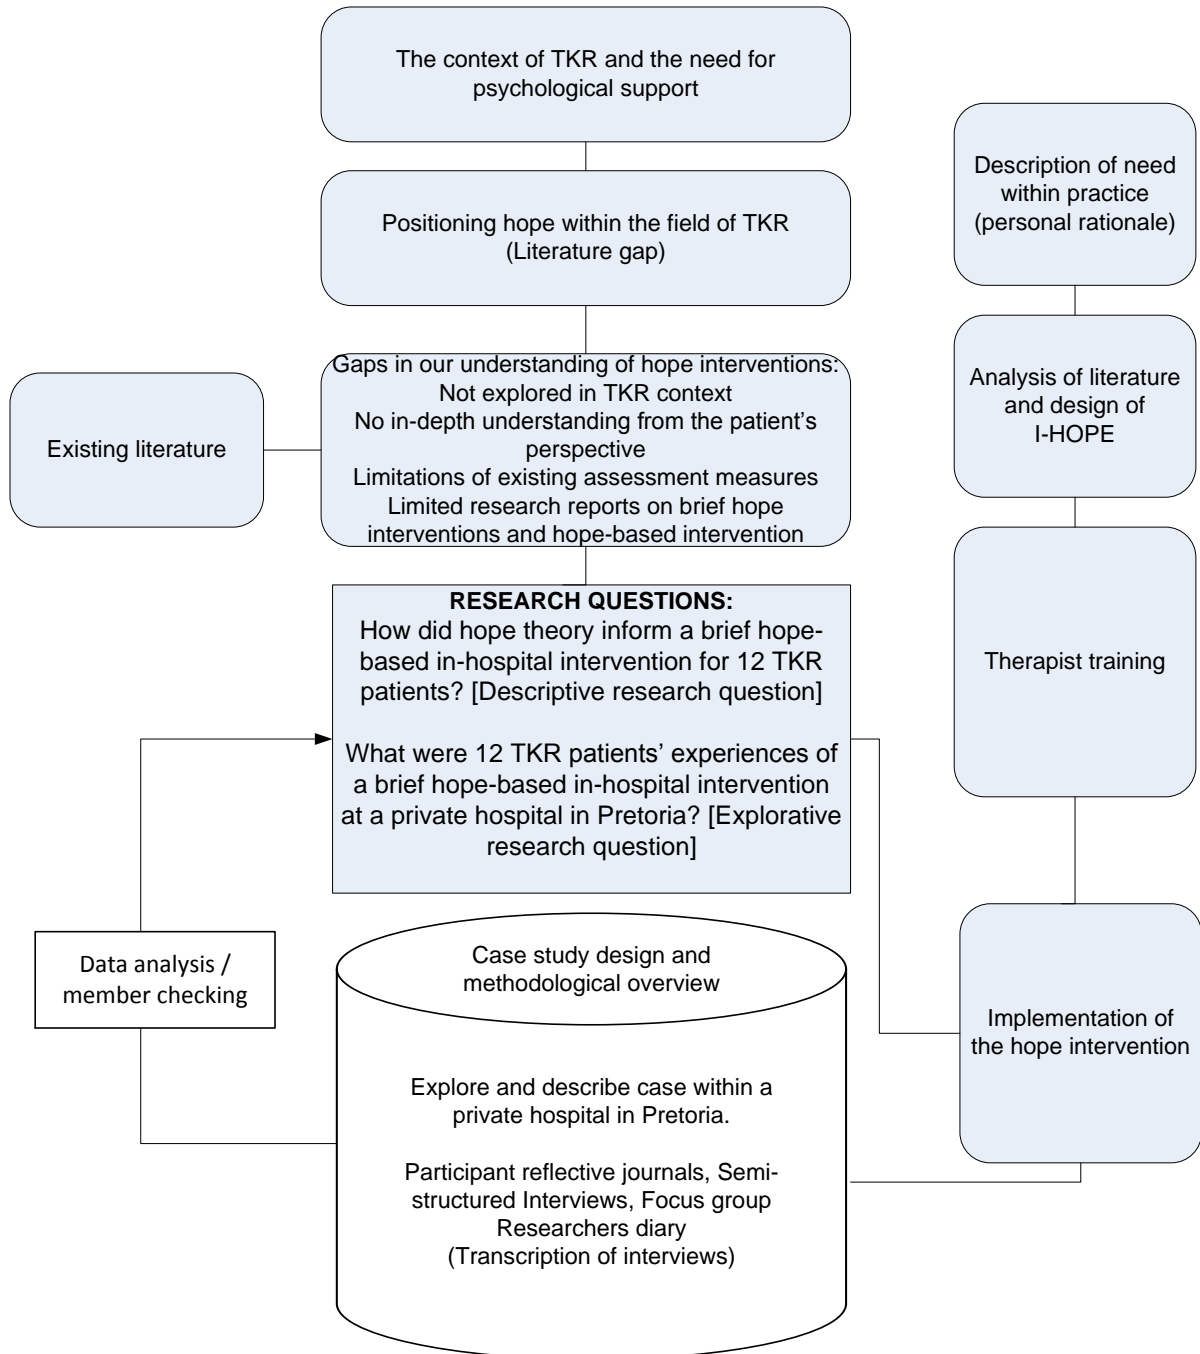 The context of TKR and the need for
psychological support
Positioning hope within the field of TKR
(Literature gap)
Existing literature
Gaps in our understanding of hope interventions:
Not explored in TKR context
No in-depth understanding from the patient’s
perspective
Limitations of existing assessment measures
Limited research reports on brief hope
interventions and hope-based intervention
RESEARCH QUESTIONS:
How did hope theory inform a brief hope-
based in-hospital intervention for 12 TKR
patients? [Descriptive research question]
What were 12 TKR patients’ experiences of
a brief hope-based in-hospital intervention
at a private hospital in Pretoria? [Explorative
research question]
Data analysis /
member checking
Case study design and
methodological overview
Explore and describe case within a
private hospital in Pretoria.
Participant reflective journals, Semi-
structured Interviews, Focus group
Researchers diary
(Transcription of interviews)
Description of need
within practice
(personal rationale)
Analysis of literature
and design of
I-HOPE
Therapist training
Implementation of
the hope intervention